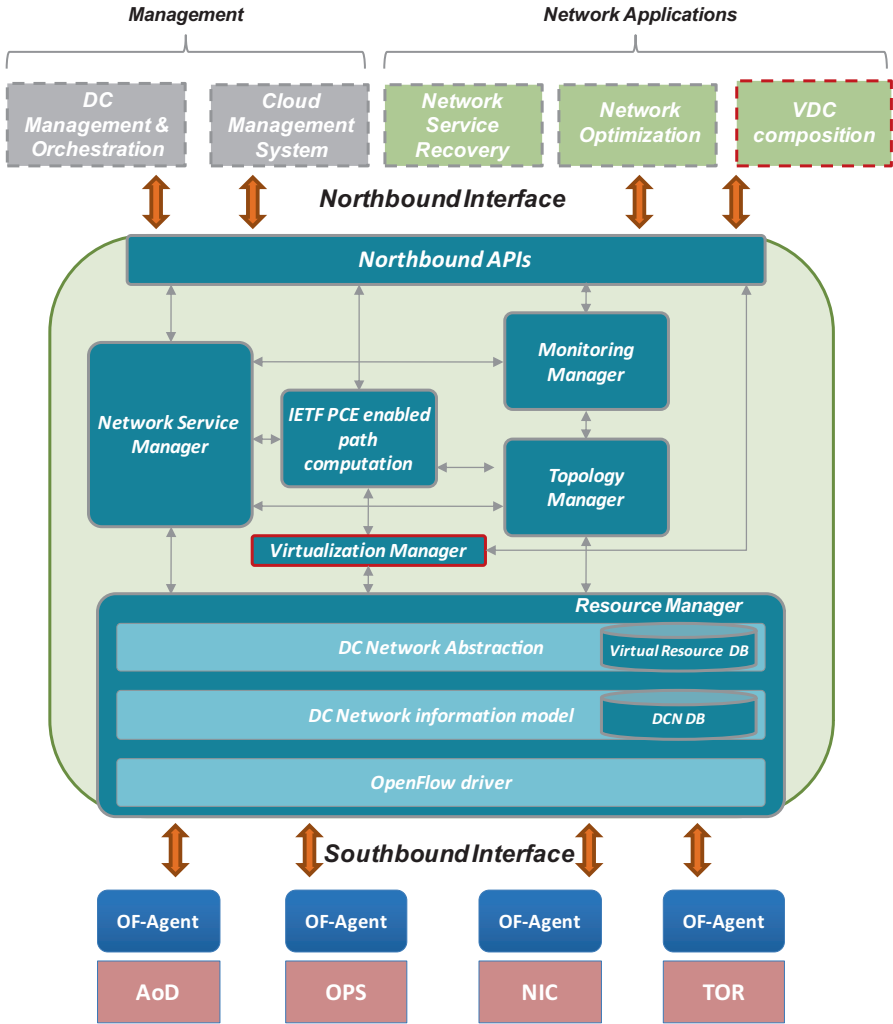 Management
Network Applications
DC
Management &
Orchestration
Cloud
Management
System
Network
Service
Recovery
Network
Optimization
VDC
composition
Northbound Interface
Northbound APIs
Network Service
Manager
IETF PCE enabled
path
computation
Monitoring
Manager
Topology
Manager
Virtualization Manager
Resource Manager
DC Network Abstraction
Virtual Resource DB
DC Network information model
DCN DB
OpenFlow driver
Southbound Interface
OF-Agent
OF-Agent
OF-Agent
OF-Agent
AoD
OPS
NIC
TOR